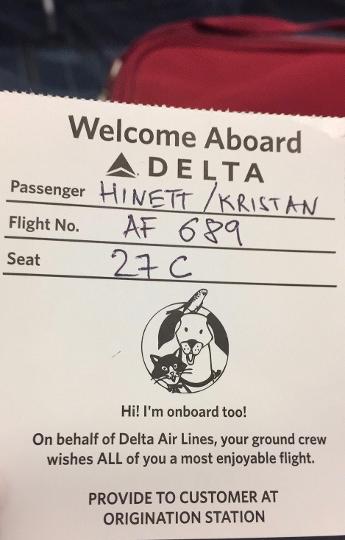 Welcome Aboard
DELTA
Passenger HINETT/KRISTAN
Flight No. AF 689
Seat 27C
Hi! I'm onboard too!
On behalf of Delta Air Lines, your ground crew
wishes ALL of you a most enjoyable flight.
PROVIDE TO CUSTOMER AT
ORIGINATION STATION